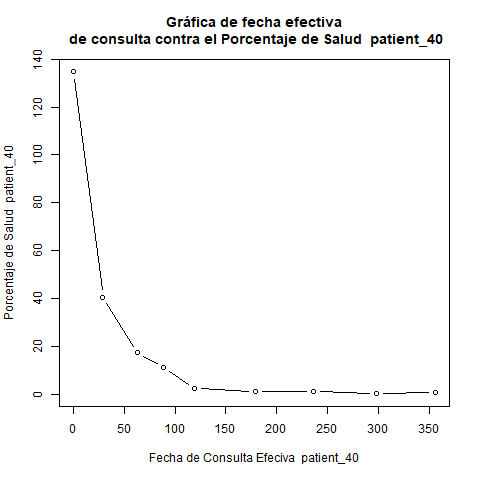 Gráfica de fecha efectiva
de consulta contra el Porcentaje de Salud patient_40
Porcentaje de Salud patient_40
0 20 40 60 80 100 120 140
0 50 100 150 200 250 300 350
Fecha de Consulta Efeciva patient_40